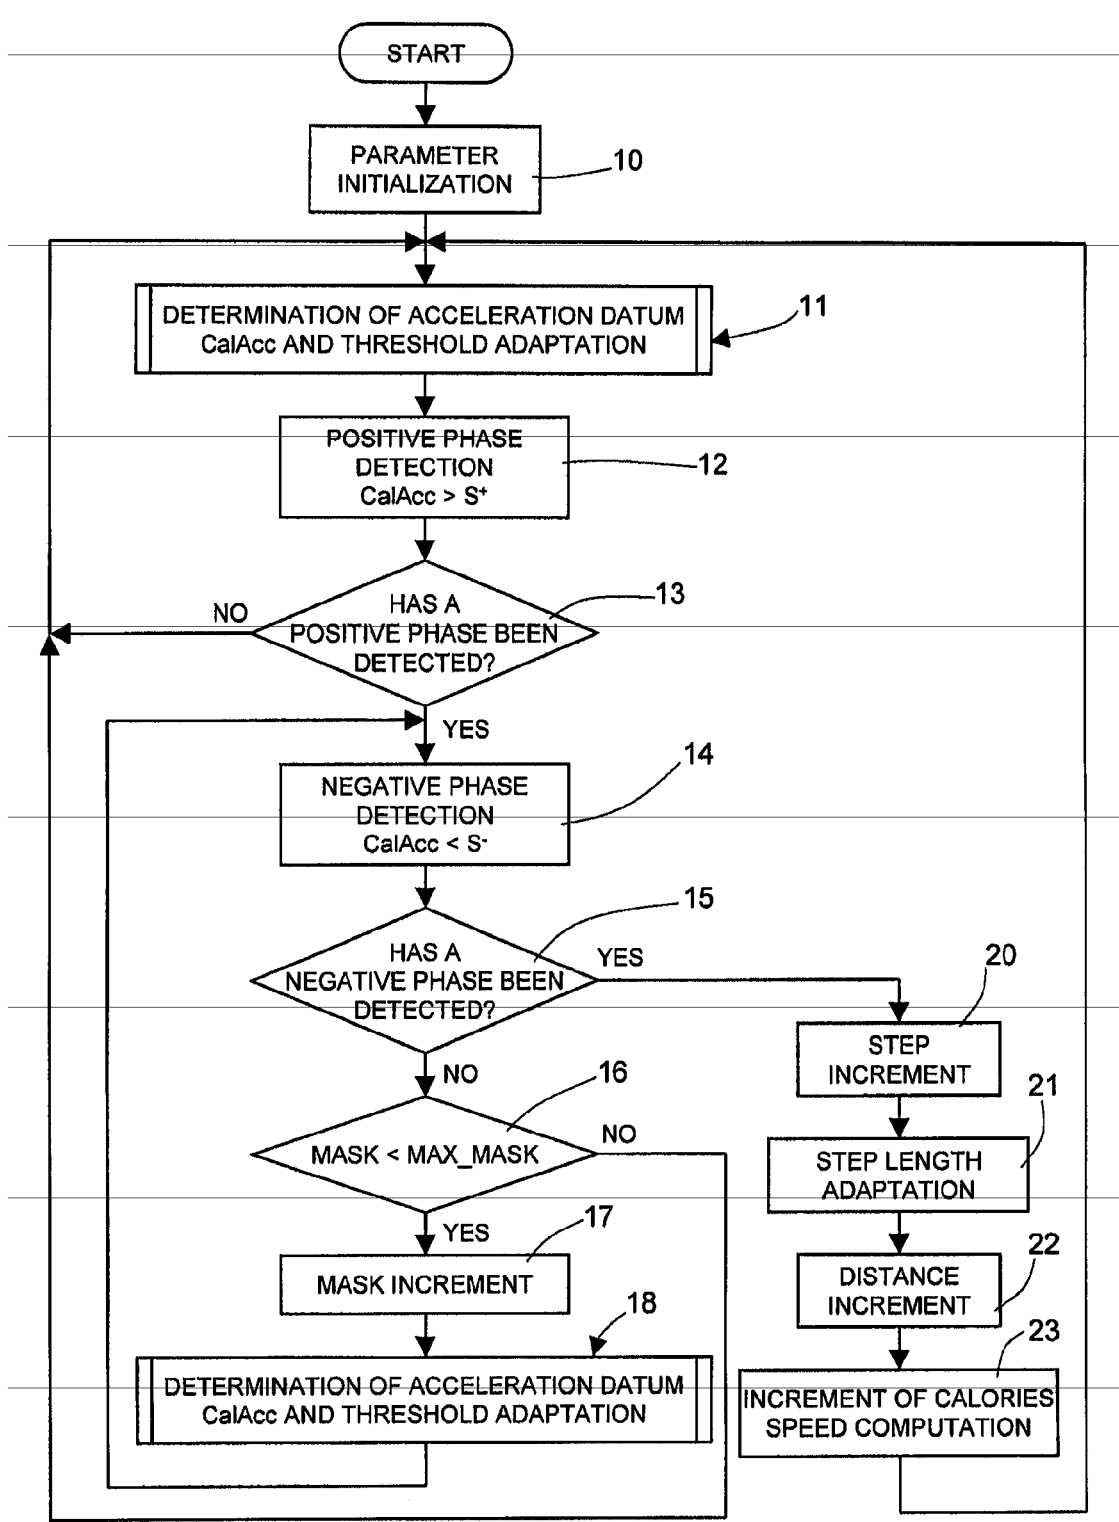 START
PARAMETER
INITIALIZATION
10
DETERMINATION OF ACCELERATION DATUM
CalAcc AND THRESHOLD ADAPTATION
11
POSITIVE PHASE
DETECTION
CalAcc > S⁺
12
HAS A
POSITIVE PHASE BEEN
DETECTED?
13
NO
YES
NEGATIVE PHASE
DETECTION
CalAcc < S⁻
14
HAS A
NEGATIVE PHASE BEEN
DETECTED?
15
YES
NO
STEP
INCREMENT
20
MASK < MAX_MASK
16
NO
YES
STEP LENGTH
ADAPTATION
21
MASK INCREMENT
17
DISTANCE
INCREMENT
22
DETERMINATION OF ACCELERATION DATUM
CalAcc AND THRESHOLD ADAPTATION
18
INCREMENT OF CALORIES
SPEED COMPUTATION
23